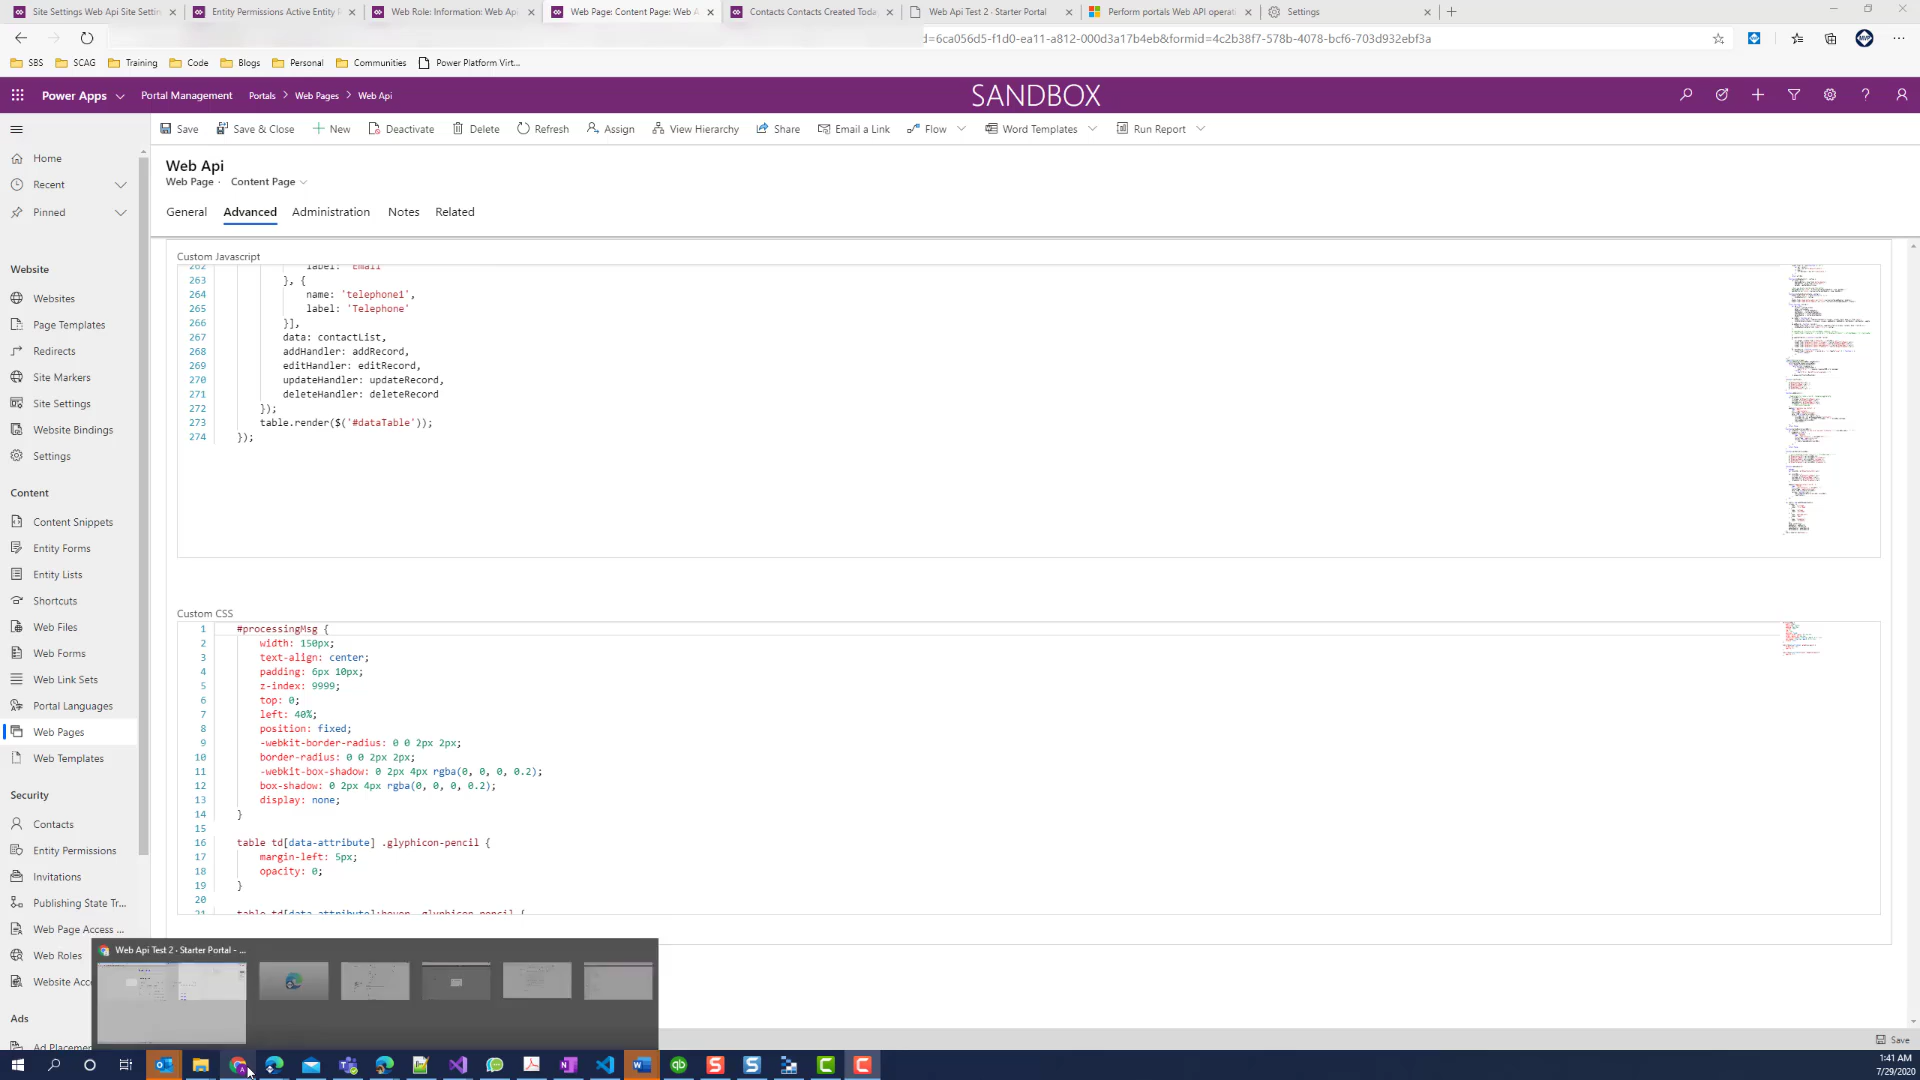 Site Settings Web Api Site Settin
Entity Permissions Active Entity P
Web Role: Information: Web Api
Web Page: Content Page: Web A
Contacts Contacts Created Toda
Web Api Test 2 · Starter Portal
Perform portals Web API operati
Settings
d=6ca056d5-f1d0-ea11-a812-000d3a17b4eb&formid=4c2b38f7-578b-4078-bcf6-703d932ebf3a
SBS
SCAG
Training
Code
Blogs
Personal
Communities
Power Platform Virt...
Power Apps
Portal Management
Portals > Web Pages > Web Api
SANDBOX
Save
Save & Close
New
Deactivate
Delete
Refresh
Assign
View Hierarchy
Share
Email a Link
Flow
Word Templates
Run Report
Home
Recent
Pinned
Website
Websites
Page Templates
Redirects
Site Markers
Site Settings
Website Bindings
Settings
Content
Content Snippets
Entity Forms
Entity Lists
Shortcuts
Web Files
Web Forms
Web Link Sets
Portal Languages
Web Pages
Web Templates
Security
Contacts
Entity Permissions
Invitations
Publishing State Tr...
Web Page Access ...
Web Roles
Website Acc
Ads
Ad Placemen
Web Api
Web Page · Content Page
General
Advanced
Administration
Notes
Related
Custom Javascript
262 label: 'Email'
263 }, {
264 name: 'telephone1',
265 label: 'Telephone'
266 }],
267 data: contactList,
268 addHandler: addRecord,
269 editHandler: editRecord,
270 updateHandler: updateRecord,
271 deleteHandler: deleteRecord
272 });
273 table.render($('#dataTable'));
274 });
Custom CSS
1 #processingMsg {
2 width: 150px;
3 text-align: center;
4 padding: 6px 10px;
5 z-index: 9999;
6 top: 0;
7 left: 40%;
8 position: fixed;
9 -webkit-border-radius: 0 0 2px 2px;
10 border-radius: 0 0 2px 2px;
11 -webkit-box-shadow: 0 2px 4px rgba(0, 0, 0, 0.2);
12 box-shadow: 0 2px 4px rgba(0, 0, 0, 0.2);
13 display: none;
14 }
15
16 table td[data-attribute] .glyphicon-pencil {
17 margin-left: 5px;
18 opacity: 0;
19 }
20
21 table td[data-attribute]:hover .glyphicon-pencil {
Web Api Test 2 · Starter Portal - ...
Save
1:41 AM
7/29/2020